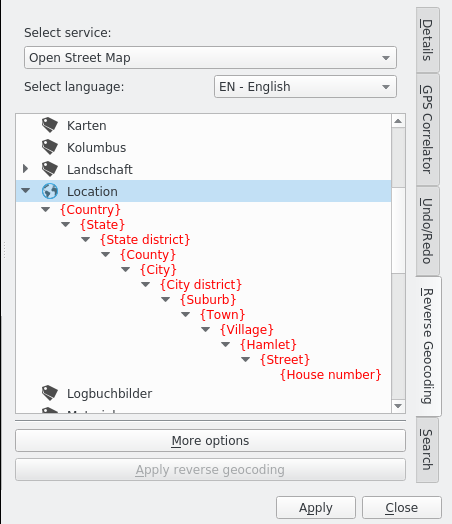 Select service:
Open Street Map
Select language:
EN - English
Karten
Kolumbus
Landschaft
Location
{Country}
{State}
{State district}
{County}
{City}
{City district}
{Suburb}
{Town}
{Village}
{Hamlet}
{Street}
{House number}
Logbuchbilder
More options
Apply reverse geocoding
Apply
Close
Details
GPS Correlator
Undo/Redo
Reverse Geocoding
Search